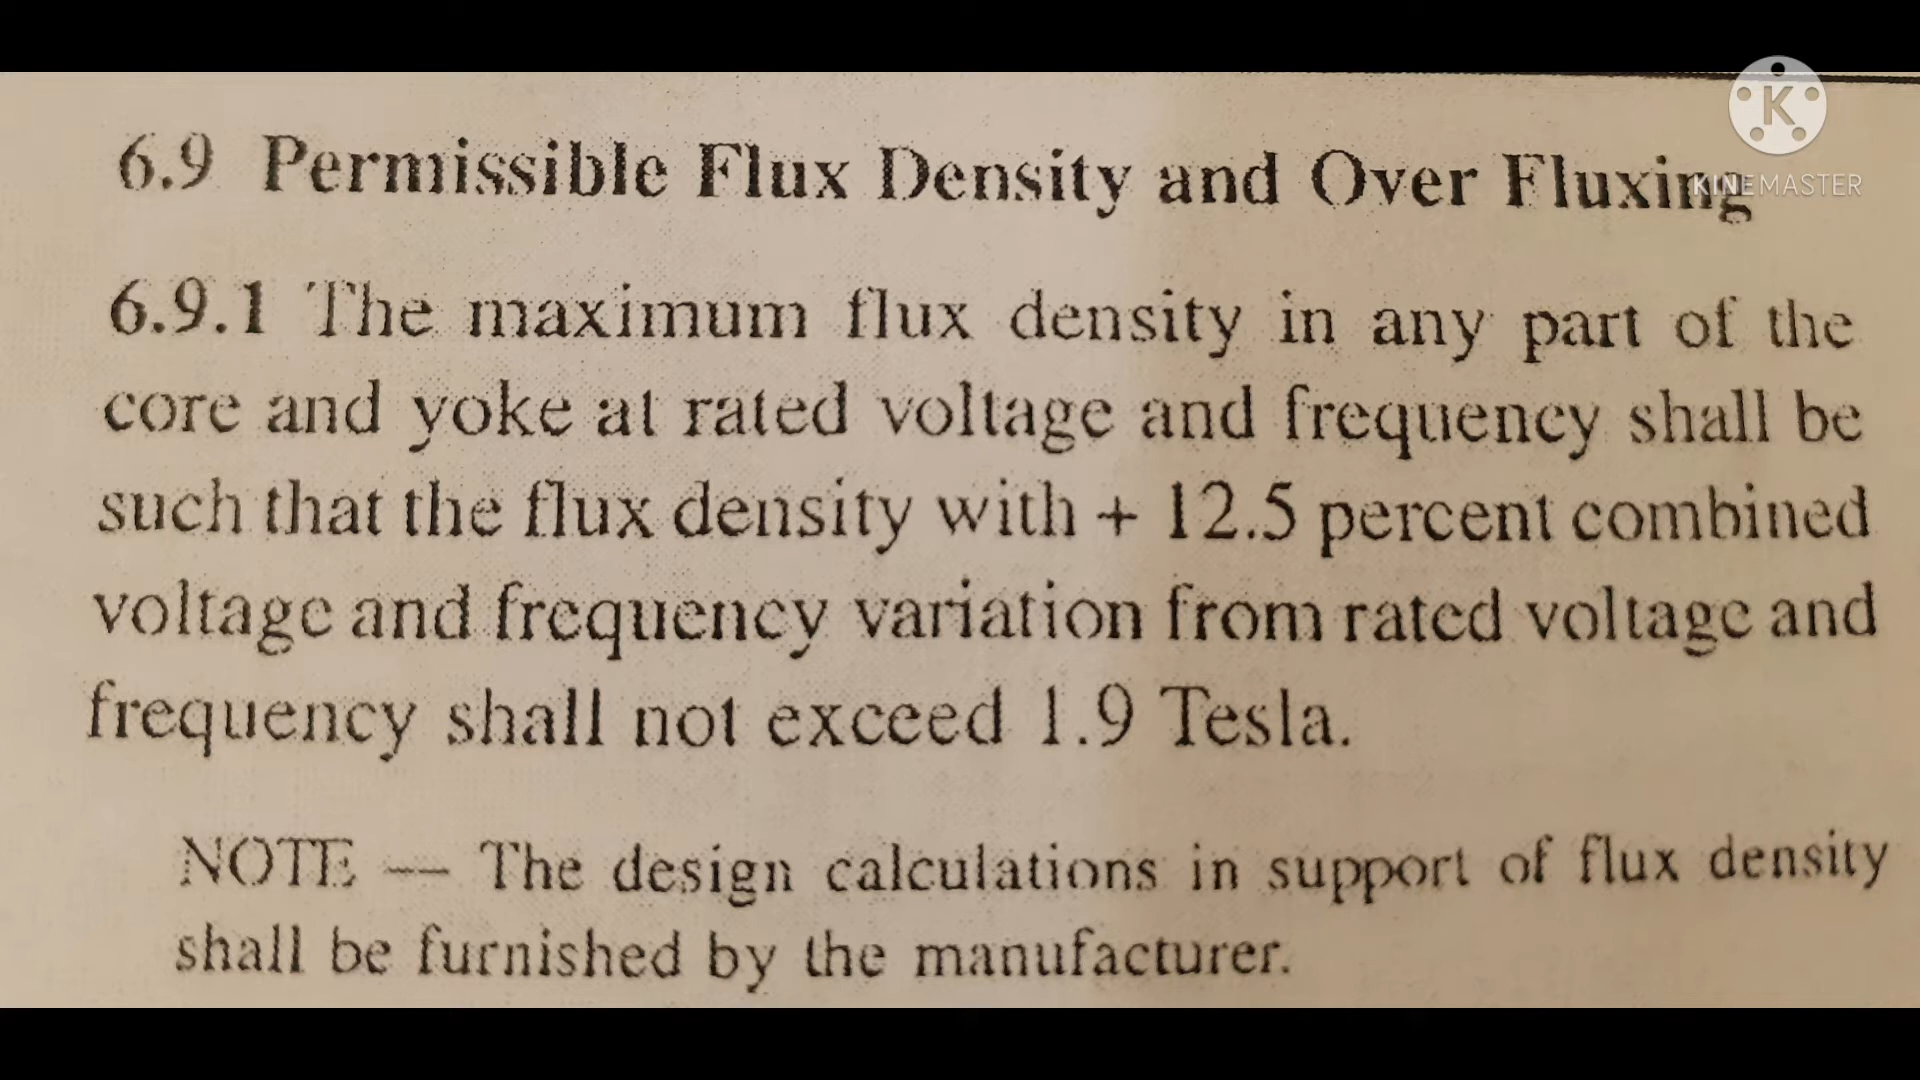 6.9 Permissible Flux Density and Over Fluxing
K
KINEMASTER
6.9.1 The maximum flux density in any part of the
core and yoke at rated voltage and frequency shall be
such that the flux density with + 12.5 percent combined
voltage and frequency variation from rated voltage and
frequency shall not exceed 1.9 Tesla.
NOTE — The design calculations in support of flux density
shall be furnished by the manufacturer.